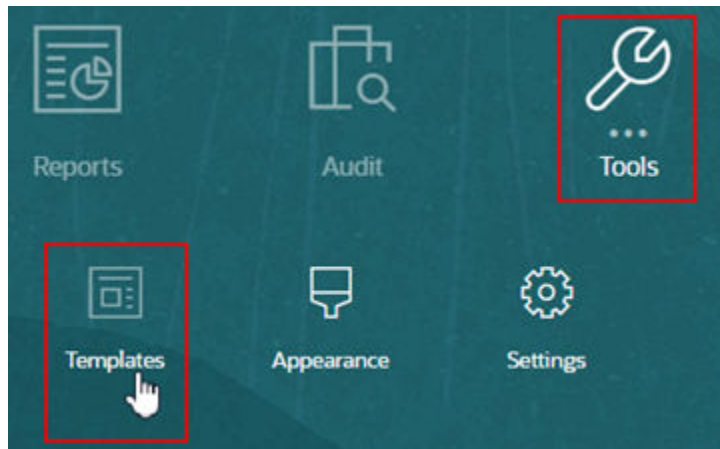 Reports
Audit
Tools
Templates
Appearance
Settings